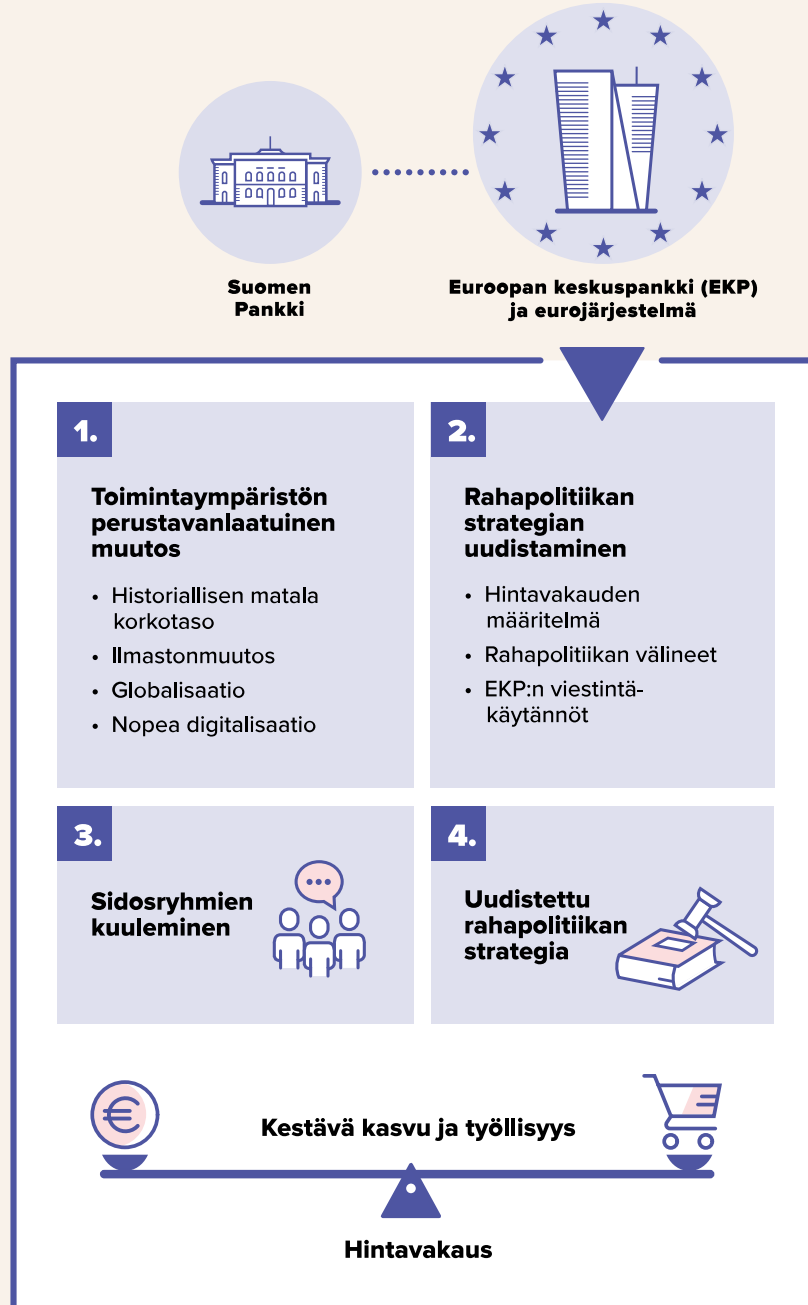 Suomen
Pankki
Euroopan keskuspankki (EKP)
ja eurojärjestelmä
1.
Toimintaympäristön
perustavanlaatuinen
muutos
• Historiallisen matala
korkotaso
• Ilmastonmuutos
• Globalisaatio
• Nopea digitalisaatio
2.
Rahapolitiikan
strategian
uudistaminen
• Hintavakauden
määritelmä
• Rahapolitiikan välineet
• EKP:n viestintä-
käytännöt
3.
Sidosryhmien
kuuleminen
4.
Uudistettu
rahapolitiikan
strategia
€
Kestävä kasvu ja työllisyys
Hintavakaus